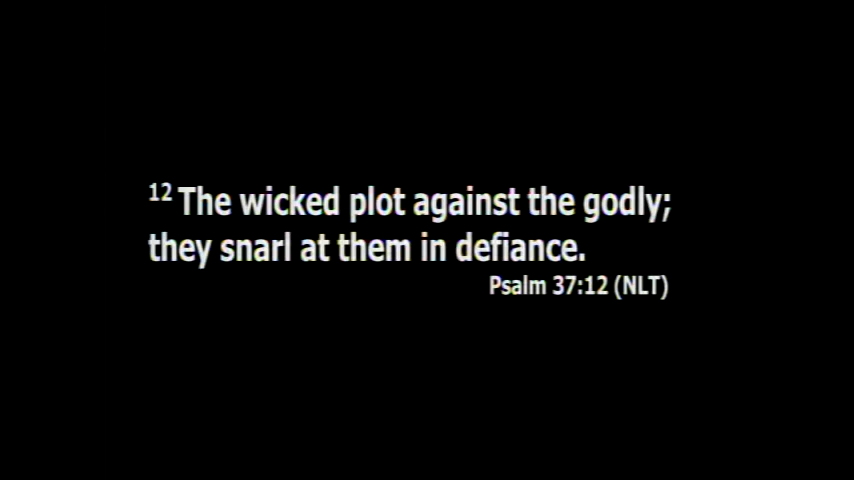 12 The wicked plot against the godly;
they snarl at them in defiance.
Psalm 37:12 (NLT)